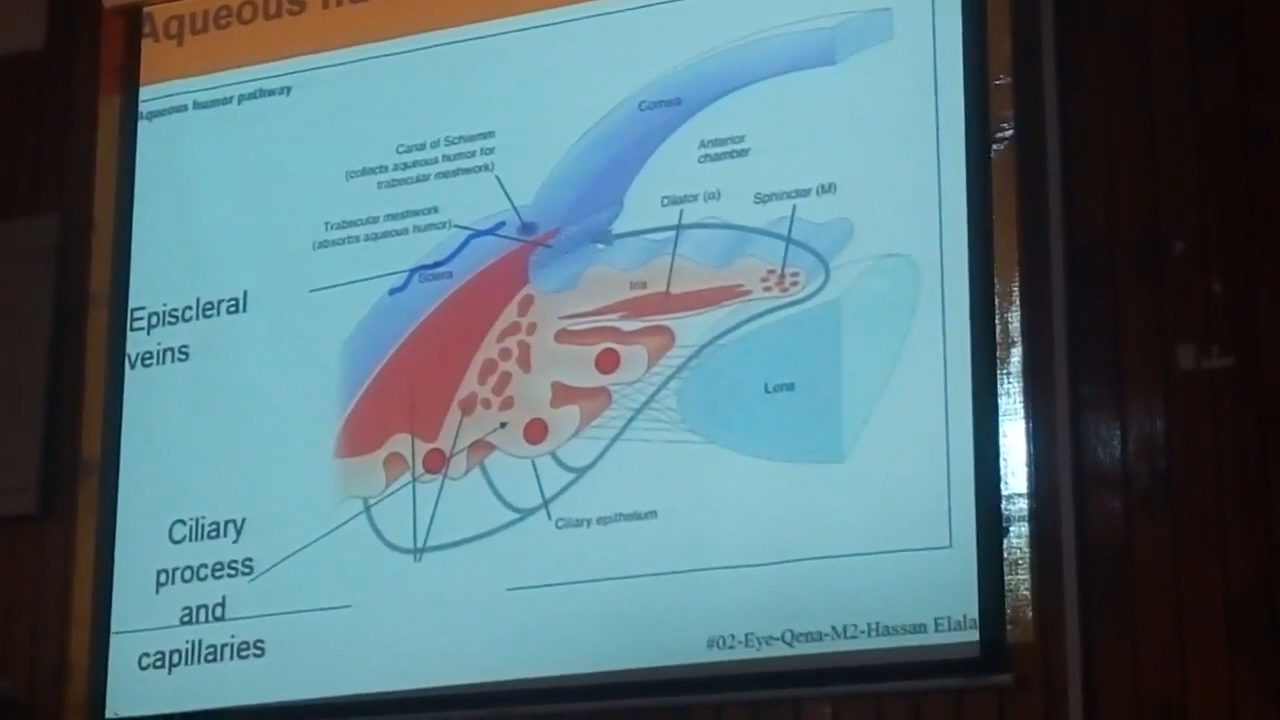 Aqueous
Aqueous humor pathway
Cornea
Canal of Schlemm
(collects aqueous humor for
trabecular meshwork)
Anterior
chamber
Dilator (α)
Sphincter (M)
Trabecular meshwork
(absorbs aqueous humor)
Sclera
Iris
Episcleral
veins
Lens
Ciliary epithelium
Ciliary
process
and
capillaries
#02-Eye-Qena-M2-Hassan Elala